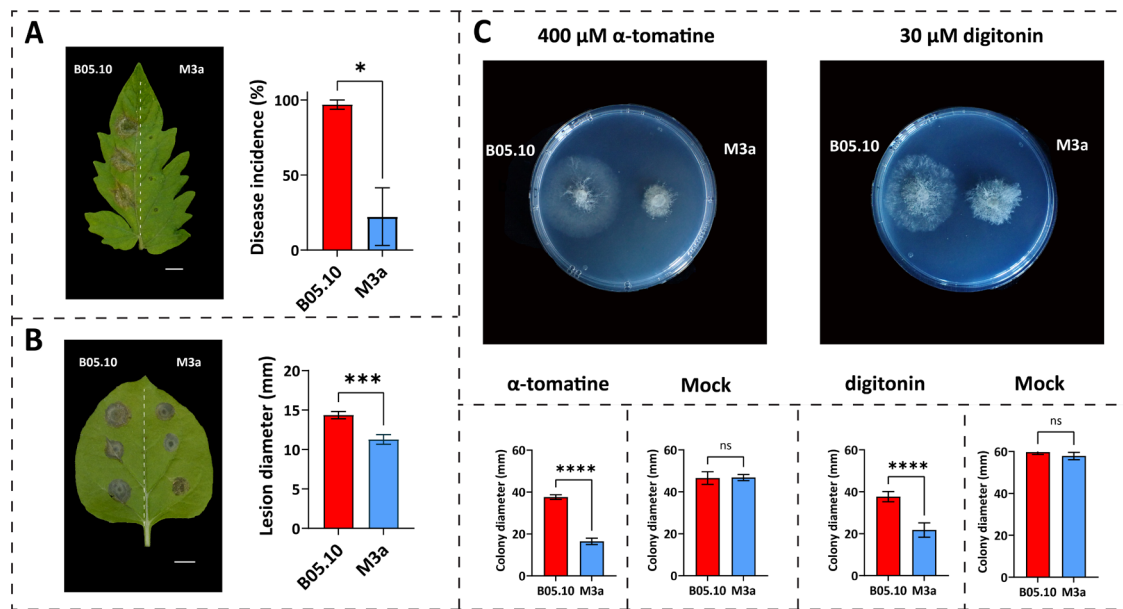 A
B05.10
M3a
Disease incidence (%)
100
50
0
*
B05.10
M3a
B
B05.10
M3a
Lesion diameter (mm)
20
15
10
5
0
***
B05.10
M3a
C
400 µM α-tomatine
30 µM digitonin
B05.10
M3a
B05.10
M3a
α-tomatine
Mock
digitonin
Mock
Colony diameter (mm)
60
40
20
0
****
B05.10 M3a
Colony diameter (mm)
60
40
20
0
ns
B05.10 M3a
Colony diameter (mm)
60
40
20
0
****
B05.10 M3a
Colony diameter (mm)
60
40
20
0
ns
B05.10 M3a